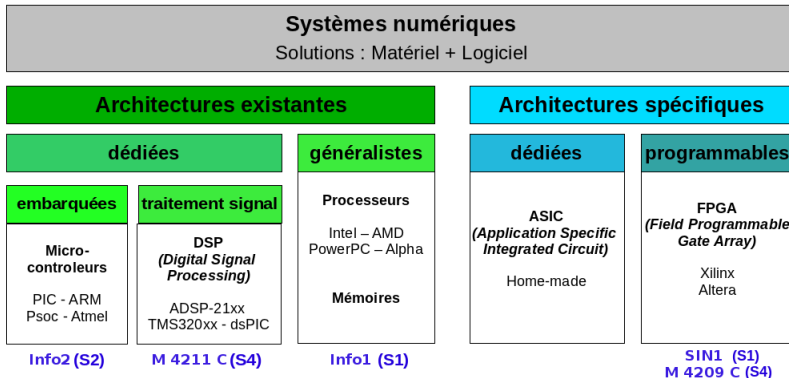 Systèmes numériques
Solutions : Matériel + Logiciel
Architectures existantes
Architectures spécifiques
dédiées
généralistes
dédiées
programmables
embarquées
traitement signal
Micro-
controleurs
PIC - ARM
Psoc - Atmel
DSP
(Digital Signal
Processing)
ADSP-21xx
TMS320xx - dsPIC
Processeurs
Intel – AMD
PowerPC – Alpha
Mémoires
ASIC
(Application Specific
Integrated Circuit)
Home-made
FPGA
(Field Programmable
Gate Array)
Xilinx
Altera
Info2 (S2)
M 4211 C (S4)
Info1 (S1)
SIN1 (S1)
M 4209 C (S4)